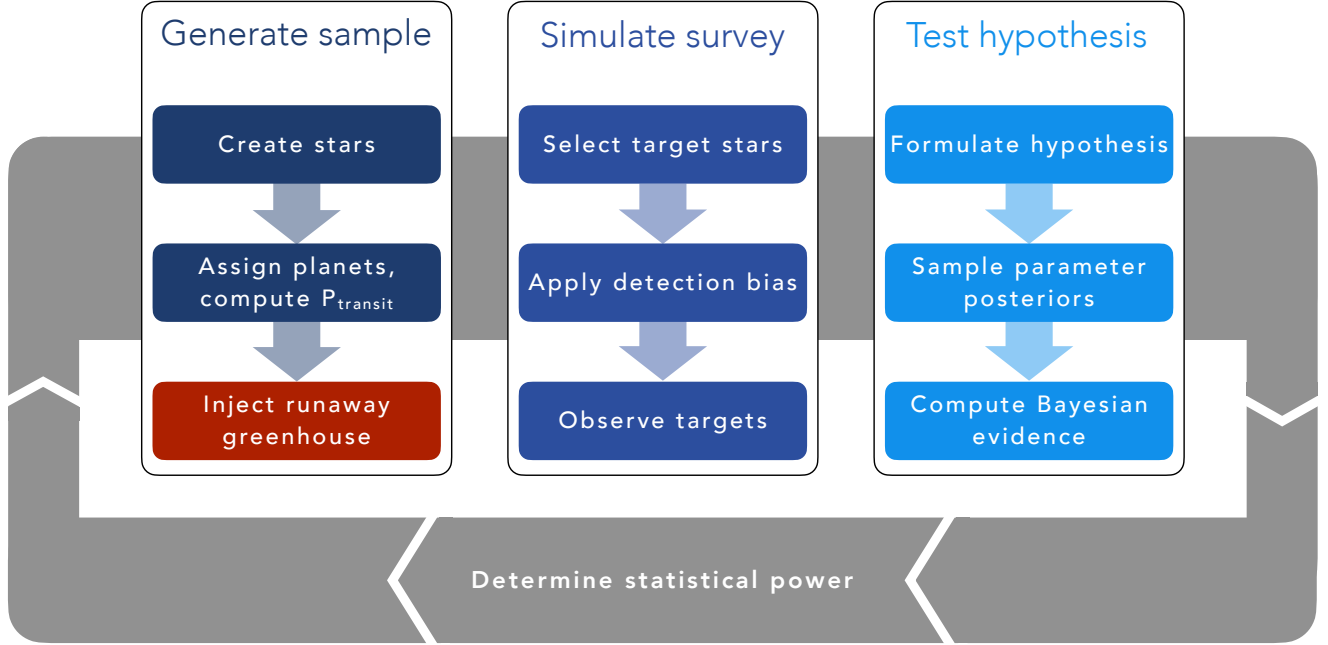 Generate sample
Create stars
Assign planets,
compute P_transit
Inject runaway
greenhouse
Simulate survey
Select target stars
Apply detection bias
Observe targets
Test hypothesis
Formulate hypothesis
Sample parameter
posteriors
Compute Bayesian
evidence
Determine statistical power